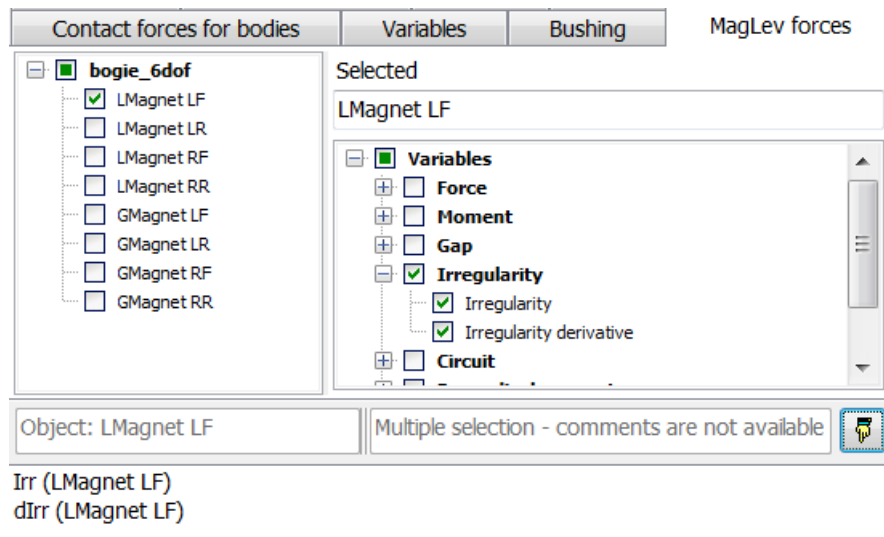 Contact forces for bodies
Variables
Bushing
MagLev forces
bogie_6dof
LMagnet LF
LMagnet LR
LMagnet RF
LMagnet RR
GMagnet LF
GMagnet LR
GMagnet RF
GMagnet RR
Selected
LMagnet LF
Variables
Force
Moment
Gap
Irregularity
Irregularity
Irregularity derivative
Circuit
Object: LMagnet LF
Multiple selection - comments are not available
Irr (LMagnet LF)
dIrr (LMagnet LF)